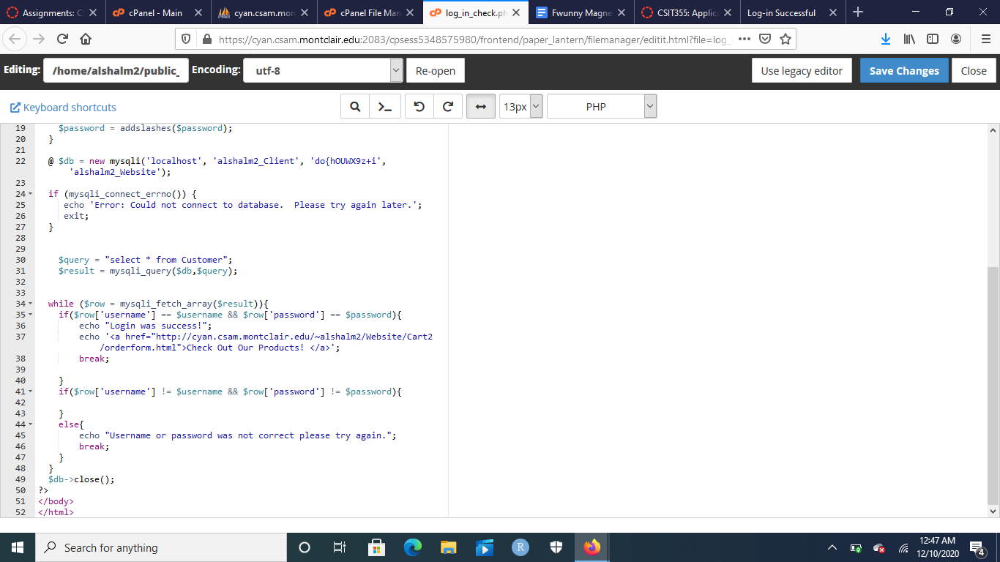 Assignments: CS
cPanel - Main
cyan.csam.mon
cPanel File Man
log_in_check.ph
Fwunny Magne
CSIT355: Applica
Log-in Successful
https://cyan.csam.montclair.edu:2083/cpsess5348575980/frontend/paper_lantern/filemanager/editit.html?file=log_
Editing: /home/alshalm2/public_ Encoding: utf-8 Re-open Use legacy editor Save Changes Close
Keyboard shortcuts 13px PHP
19 $password = addslashes($password);
20 }
21
22 @ $db = new mysqli('localhost', 'alshalm2_Client', 'do{hOUWX9z+i',
'alshalm2_Website');
23
24 if (mysqli_connect_errno()) {
25 echo 'Error: Could not connect to database.  Please try again later.';
26 exit;
27 }
28
29
30 $query = "select * from Customer";
31 $result = mysqli_query($db,$query);
32
33
34 while ($row = mysqli_fetch_array($result)){
35 if($row['username'] == $username && $row['password'] == $password){
36 echo "Login was success!";
37 echo '<a href="http://cyan.csam.montclair.edu/~alshalm2/Website/Cart2
/orderform.html">Check Out Our Products! </a>';
38 break;
39
40 }
41 if($row['username'] != $username && $row['password'] != $password){
42
43 }
44 else{
45 echo "Username or password was not correct please try again.";
46 break;
47 }
48 }
49 $db->close();
50 ?>
51 </body>
52 </html>
Search for anything
R
12:47 AM
12/10/2020
4